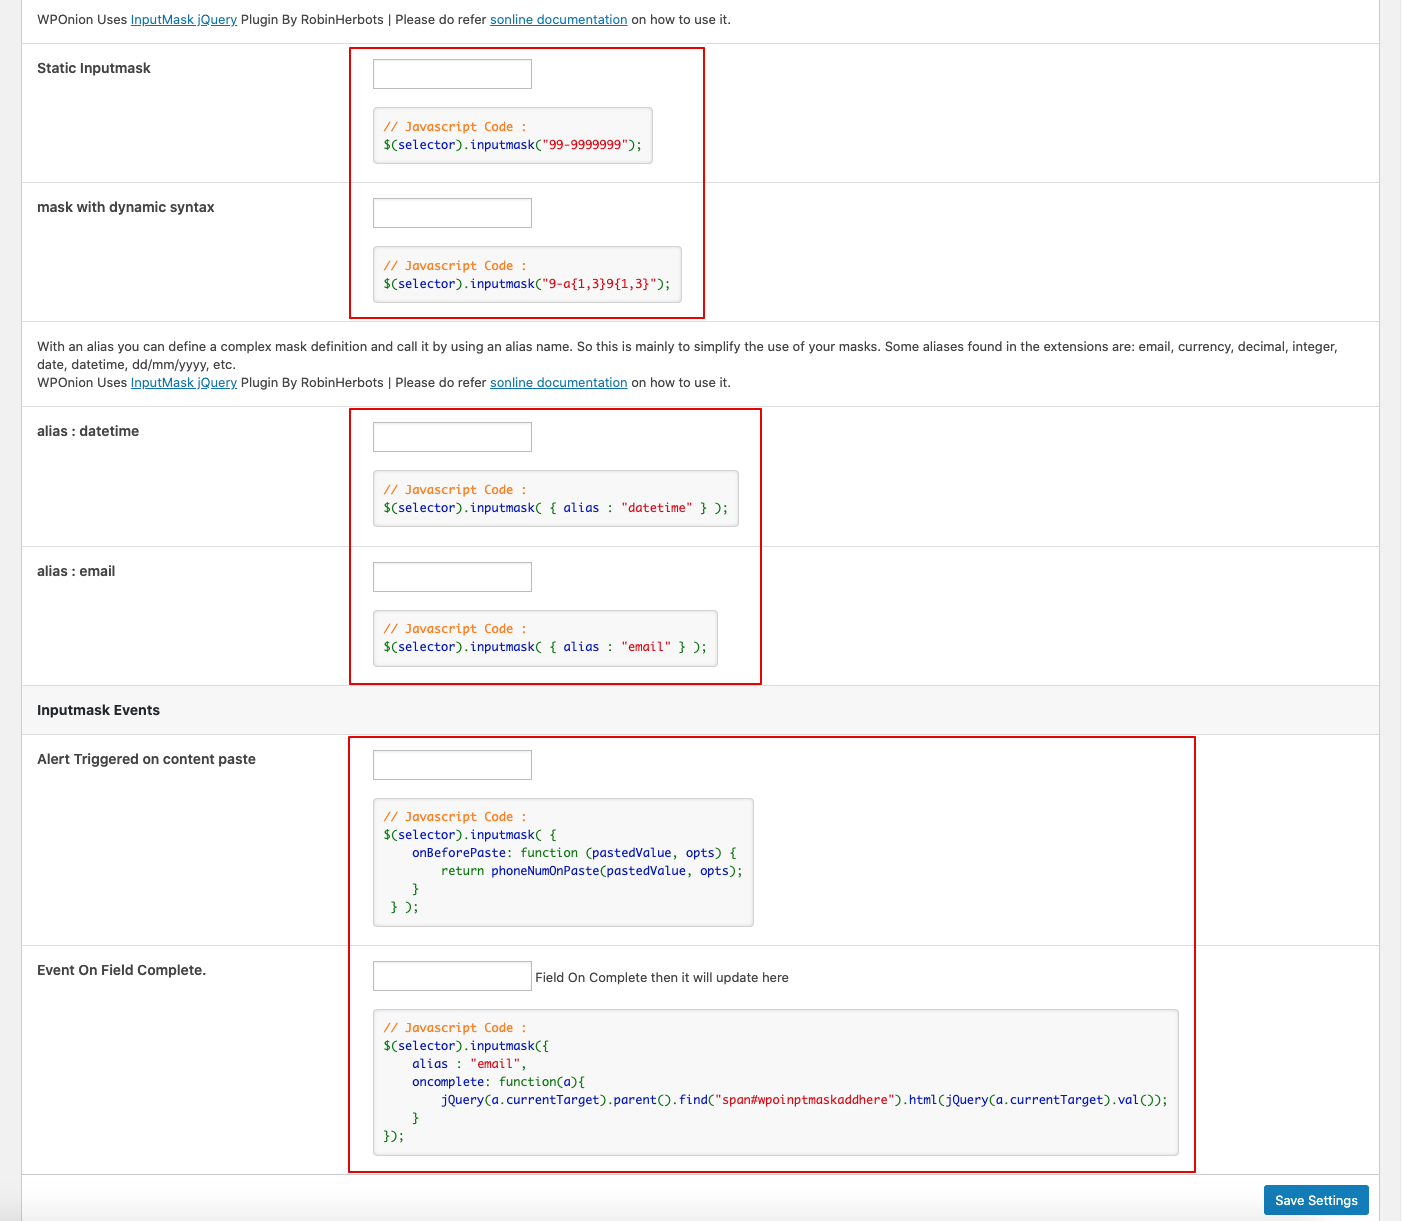 WPOnion Uses InputMask jQuery Plugin By RobinHerbots | Please do refer sonline documentation on how to use it.
Static Inputmask
// Javascript Code :
$(selector).inputmask("99-9999999");
mask with dynamic syntax
// Javascript Code :
$(selector).inputmask("9-a{1,3}9{1,3}");
With an alias you can define a complex mask definition and call it by using an alias name. So this is mainly to simplify the use of your masks. Some aliases found in the extensions are: email, currency, decimal, integer,
date, datetime, dd/mm/yyyy, etc.
WPOnion Uses InputMask jQuery Plugin By RobinHerbots | Please do refer sonline documentation on how to use it.
alias : datetime
// Javascript Code :
$(selector).inputmask( { alias : "datetime" } );
alias : email
// Javascript Code :
$(selector).inputmask( { alias : "email" } );
Inputmask Events
Alert Triggered on content paste
// Javascript Code :
$(selector).inputmask( {
    onBeforePaste: function (pastedValue, opts) {
        return phoneNumOnPaste(pastedValue, opts);
    }
 } );
Event On Field Complete.
Field On Complete then it will update here
// Javascript Code :
$(selector).inputmask({
    alias : "email",
    oncomplete: function(a){
        jQuery(a.currentTarget).parent().find("span#wpoinptmaskaddhere").html(jQuery(a.currentTarget).val());
    }
});
Save Settings